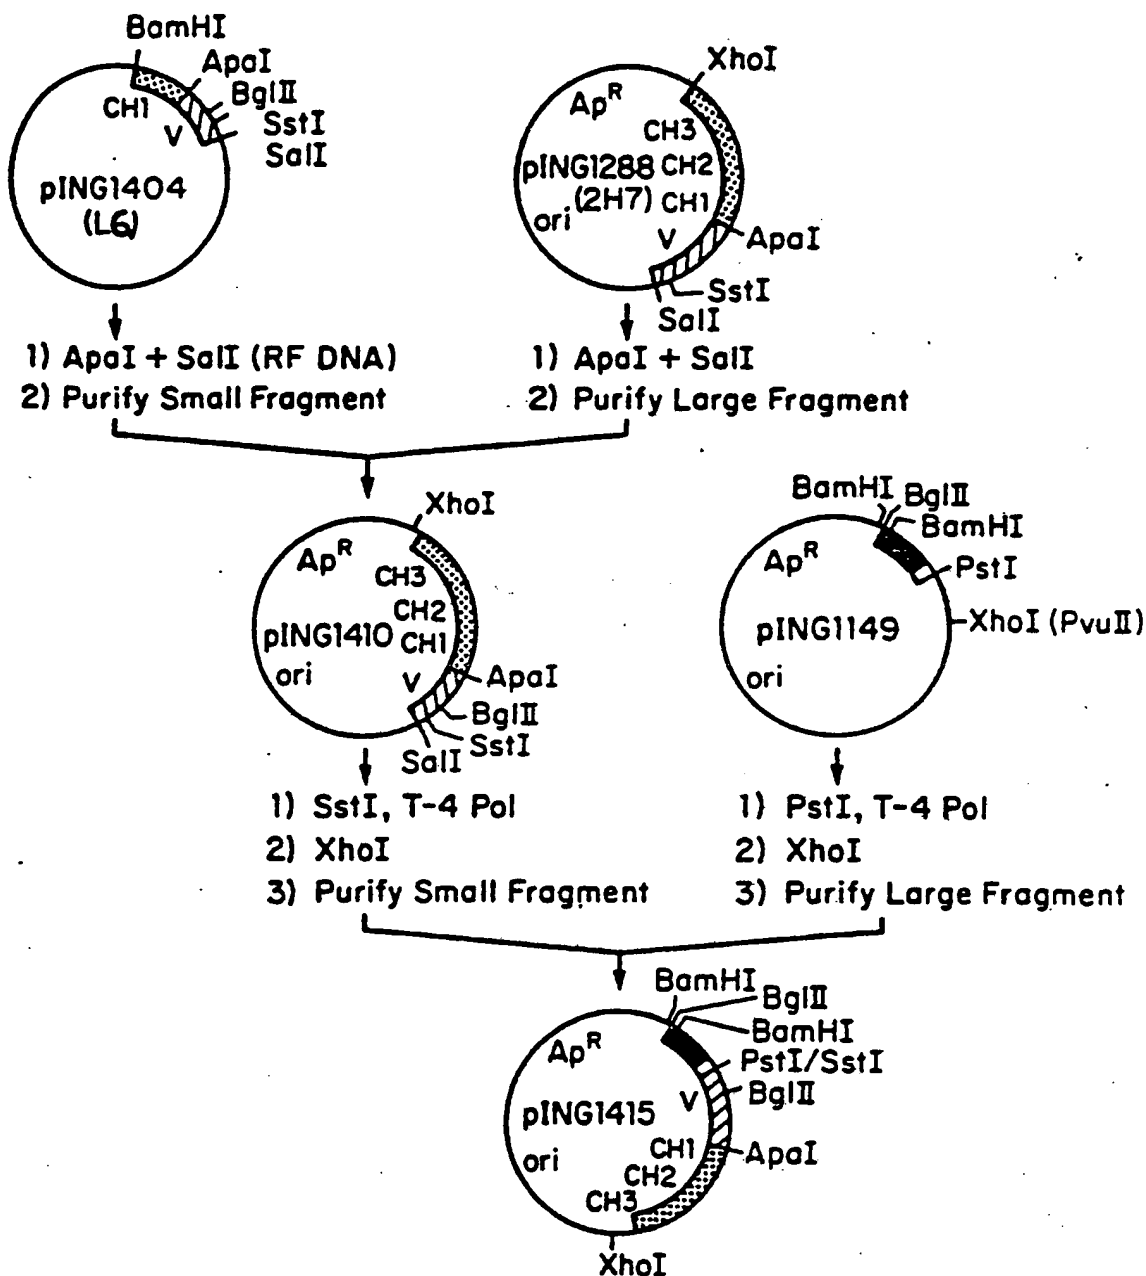 BamHI
ApaI
BglII
SstI
SalI
CH1
V
pING1404
(L6)
XhoI
Ap^R
CH3
pING1288 CH2
(2H7) CH1
ori
V
ApaI
SstI
SalI
1) ApaI + SalI (RF DNA)
2) Purify Small Fragment
1) ApaI + SalI
2) Purify Large Fragment
XhoI
Ap^R
CH3
CH2
pING1410
CH1
ori
V
ApaI
BglII
SstI
SalI
BamHI
BglII
BamHI
Ap^R
PstI
XhoI (PvuII)
pING1149
ori
1) SstI, T-4 Pol
2) XhoI
3) Purify Small Fragment
1) PstI, T-4 Pol
2) XhoI
3) Purify Large Fragment
BamHI
BglII
BamHI
Ap^R
PstI/SstI
BglII
V
pING1415
CH1
ApaI
ori
CH2
CH3
XhoI